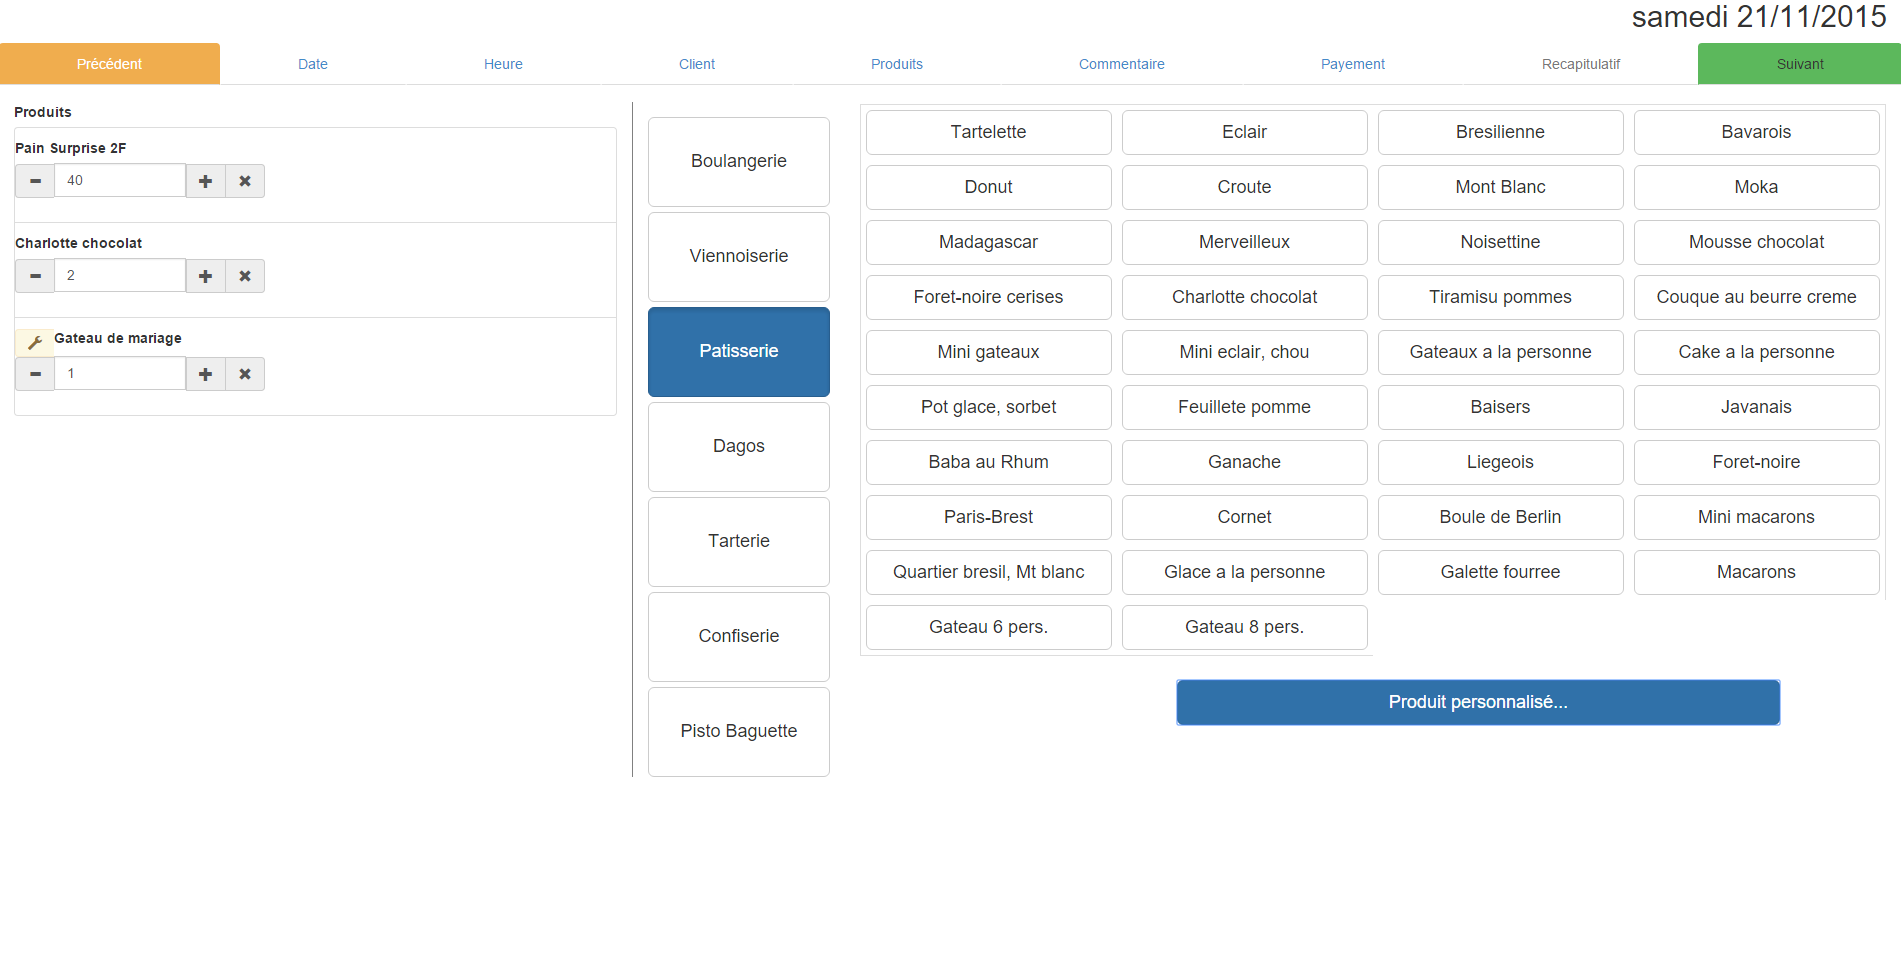 samedi 21/11/2015
Précédent Date Heure Client Produits Commentaire Payement Recapitulatif Suivant
Produits
Pain Surprise 2F
40
Charlotte chocolat
2
Gateau de mariage
1
Boulangerie
Viennoiserie
Patisserie
Dagos
Tarterie
Confiserie
Pisto Baguette
Tartelette Eclair Bresilienne Bavarois
Donut Croute Mont Blanc Moka
Madagascar Merveilleux Noisettine Mousse chocolat
Foret-noire cerises Charlotte chocolat Tiramisu pommes Couque au beurre creme
Mini gateaux Mini eclair, chou Gateaux a la personne Cake a la personne
Pot glace, sorbet Feuillete pomme Baisers Javanais
Baba au Rhum Ganache Liegeois Foret-noire
Paris-Brest Cornet Boule de Berlin Mini macarons
Quartier bresil, Mt blanc Glace a la personne Galette fourree Macarons
Gateau 6 pers. Gateau 8 pers.
Produit personnalisé...